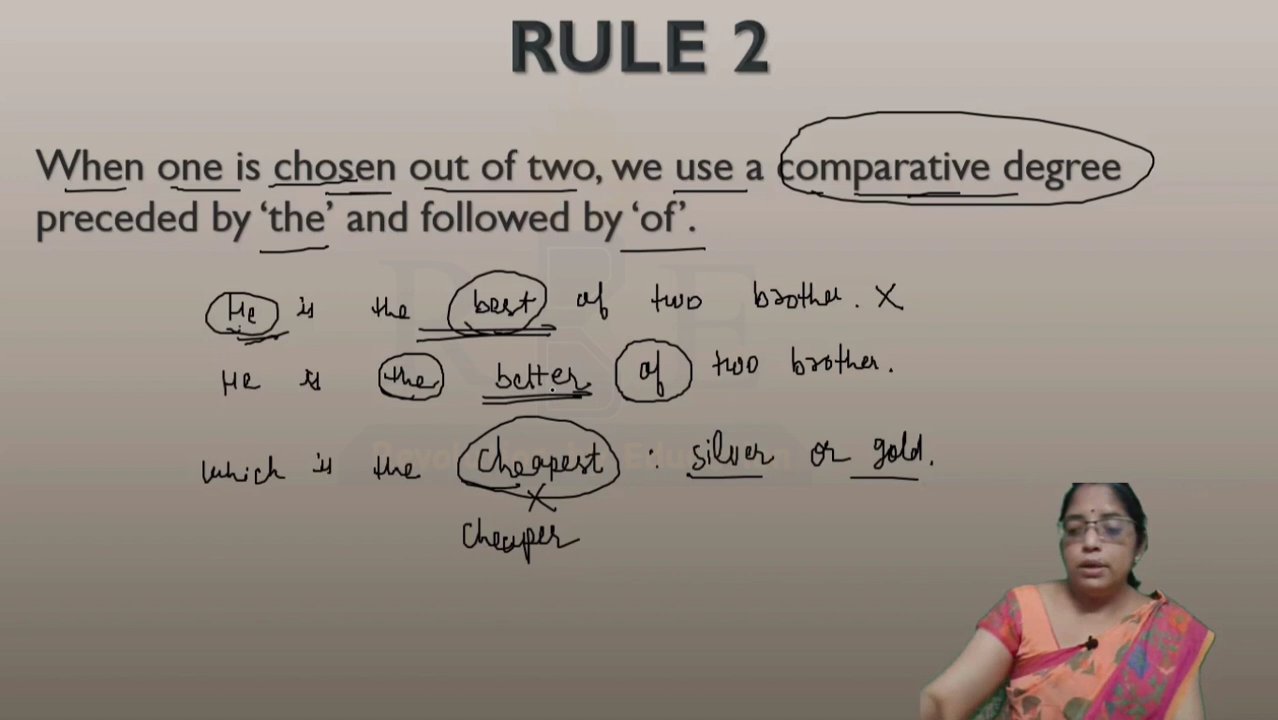 RULE 2
When one is chosen out of two, we use a comparative degree
preceded by 'the' and followed by 'of'.
He is the best of two brother. X
He is the better of two brother.
which is the cheapest : silver or gold.
X
cheaper